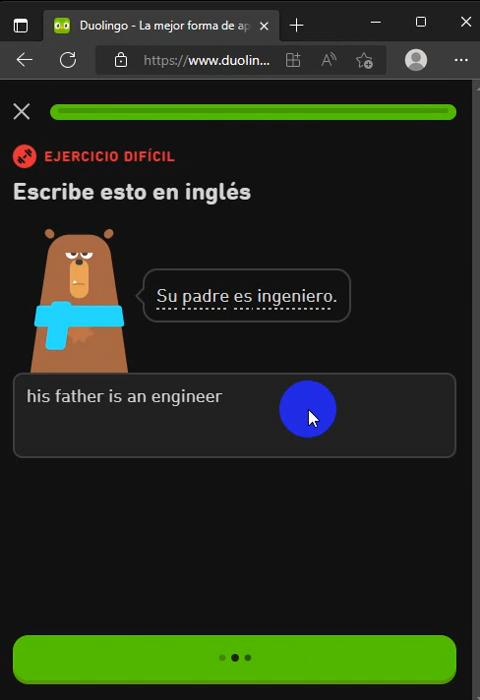 Duolingo - La mejor forma de ap
https://www.duolin...
EJERCICIO DIFÍCIL
Escribe esto en inglés
Su padre es ingeniero.
his father is an engineer